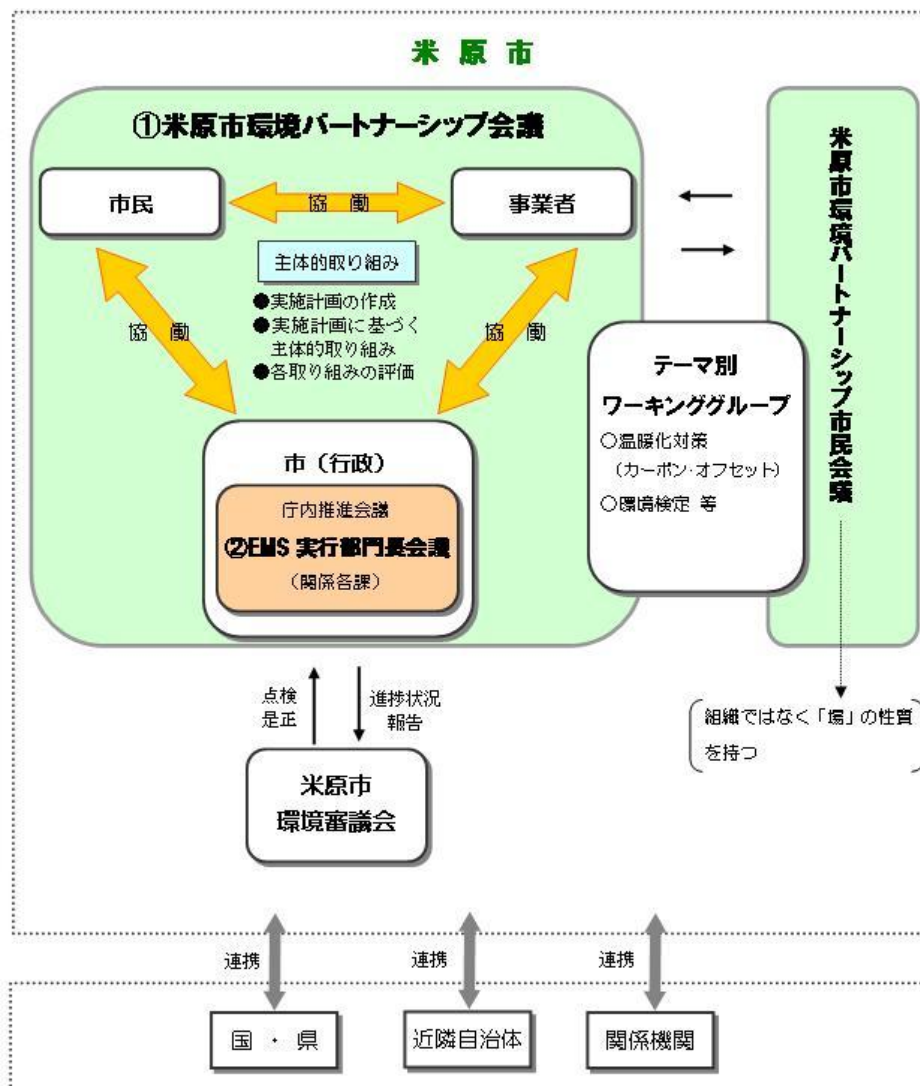 米原市
①米原市環境パートナーシップ会議
市民
協働
事業者
主体的取り組み
●実施計画の作成
●実施計画に基づく
主体的取り組み
●各取り組みの評価
協働
協働
市(行政)
庁内推進会議
②EMS 実行部門長会議
(関係各課)
テーマ別
ワーキンググループ
○温暖化対策
(カーボン・オフセット)
○環境検定 等
米原市環境パートナーシップ市民会議
組織ではなく「場」の性質
を持つ
点検
是正
進捗状況
報告
米原市
環境審議会
連携
連携
連携
国・県
近隣自治体
関係機関